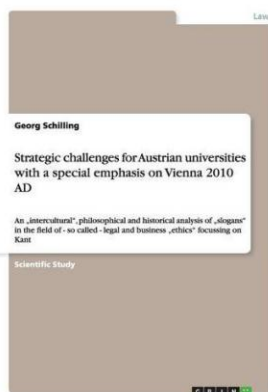 Law
Georg Schilling
Strategic challenges for Austrian universities
with a special emphasis on Vienna 2010
AD
An „intercultural“, philosophical and historical analysis of „slogans“
in the field of - so called - legal and business „ethics“ focussing on
Kant
Scientific Study
GRIN